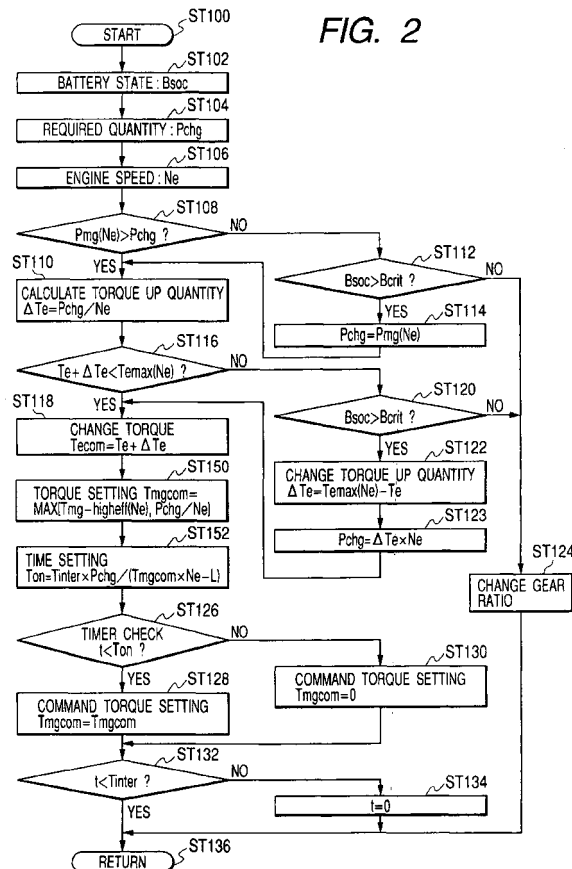 FIG. 2
ST100
START
ST102
BATTERY STATE : Bsoc
ST104
REQUIRED QUANTITY : Pchg
ST106
ENGINE SPEED : Ne
ST108
Pmg(Ne)>Pchg ?
NO
YES
ST110
CALCULATE TORQUE UP QUANTITY
ΔTe=Pchg/Ne
ST112
Bsoc>Bcrit ?
NO
YES
ST114
Pchg=Pmg(Ne)
ST116
Te+ΔTe<Temax(Ne) ?
NO
YES
ST118
CHANGE TORQUE
Tecom=Te+ΔTe
ST120
Bsoc>Bcrit ?
NO
YES
ST122
CHANGE TORQUE UP QUANTITY
ΔTe=Temax(Ne)-Te
ST123
Pchg=ΔTe×Ne
ST150
TORQUE SETTING Tmgcom=
MAX[Tmg-higheff(Ne), Pchg/Ne]
ST152
TIME SETTING
Ton=Tinter×Pchg/(Tmgcom×Ne-L)
ST124
CHANGE GEAR
RATIO
ST126
TIMER CHECK
t<Ton ?
NO
YES
ST128
COMMAND TORQUE SETTING
Tmgcom=Tmgcom
ST130
COMMAND TORQUE SETTING
Tmgcom=0
ST132
t<Tinter ?
NO
YES
ST134
t=0
ST136
RETURN